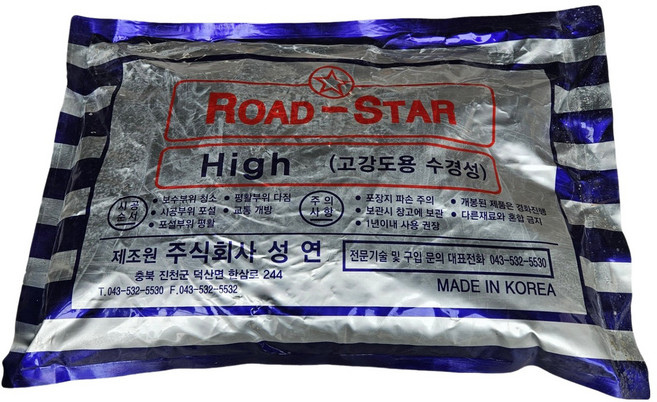 ROAD-STAR
High (고강도용 수경성)
시공순서
• 보수부위 청소 • 평활부위 다짐
• 시공부위 포설 • 교통 개방
• 포설부위 평활
주의사항
• 포장지 파손 주의 • 개봉된 제품은 경화진행
• 보관시 창고에 보관 • 다른재료와 혼합 금지
• 1년이내 사용 권장
제조원 주식회사 성연
충북 진천군 덕산면 한삼로 244
T.043-532-5530 F.043-532-5532
전문기술 및 구입 문의 대표전화 043-532-5530
MADE IN KOREA